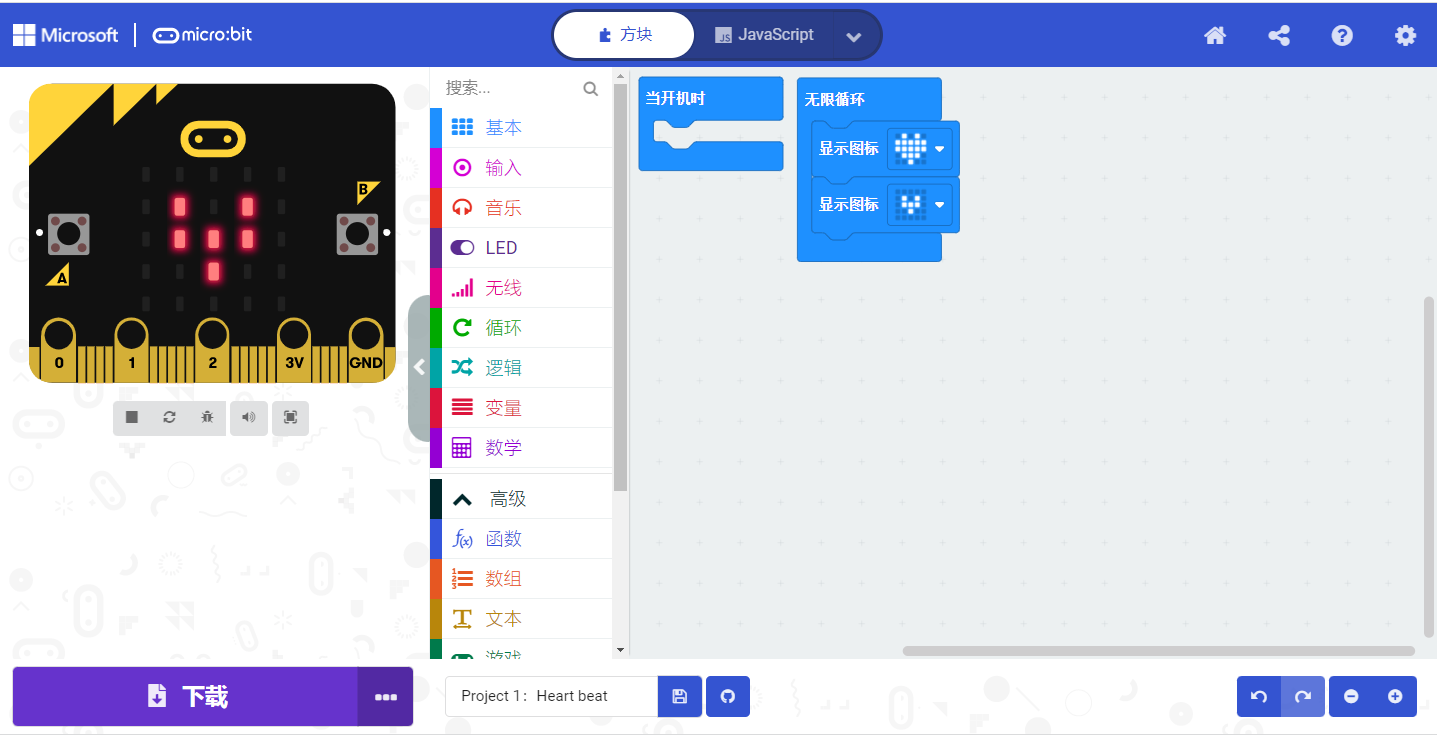 Microsoft
micro:bit
方块
JS JavaScript
A
B
0
1
2
3V
GND
搜索...
基本
输入
音乐
LED
无线
循环
逻辑
变量
数学
高级
f(x) 函数
数组
文本
游戏
当开机时
无限循环
显示图标
显示图标
下载
Project 1：Heart beat